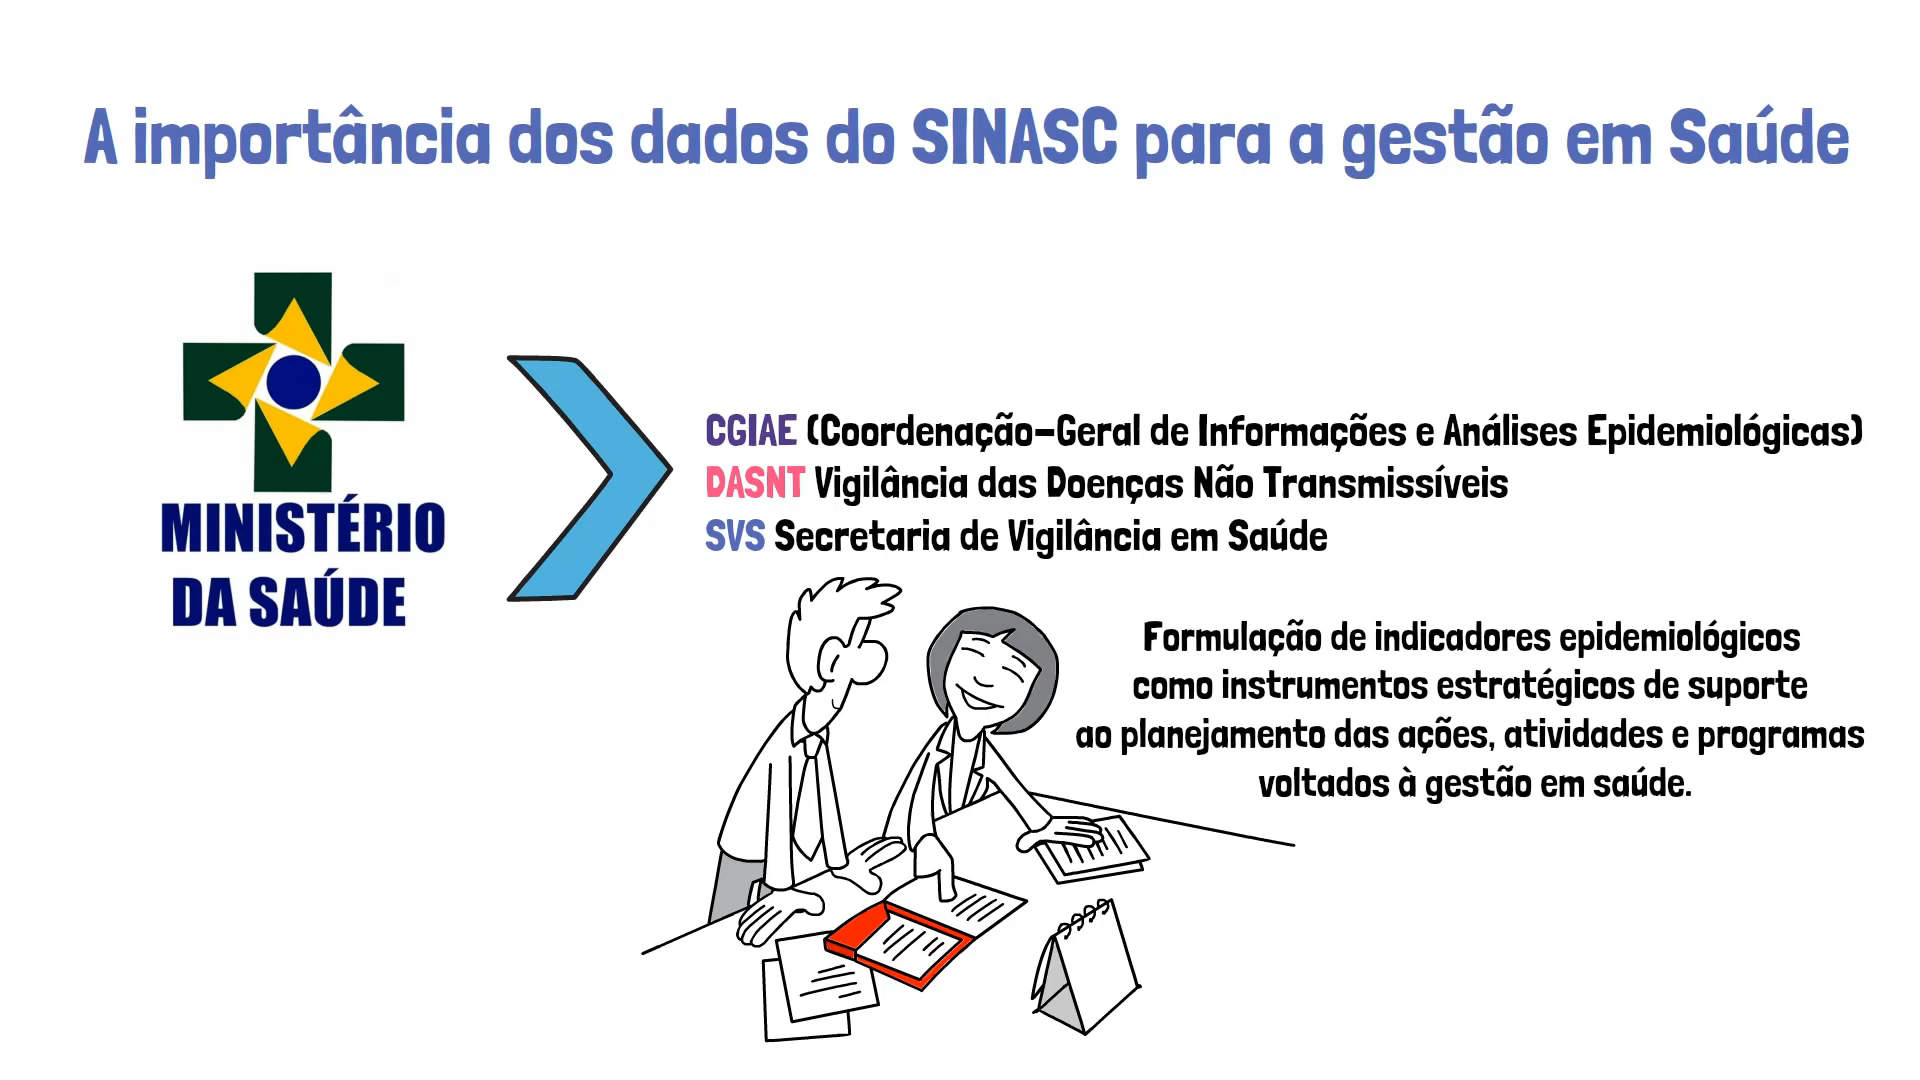 A importância dos dados do SINASC para a gestão em Saúde
MINISTÉRIO
DA SAÚDE
CGIAE (Coordenação-Geral de Informações e Análises Epidemiológicas)
DASNT Vigilância das Doenças Não Transmissíveis
SVS Secretaria de Vigilância em Saúde
Formulação de indicadores epidemiológicos
como instrumentos estratégicos de suporte
ao planejamento das ações, atividades e programas
voltados à gestão em saúde.